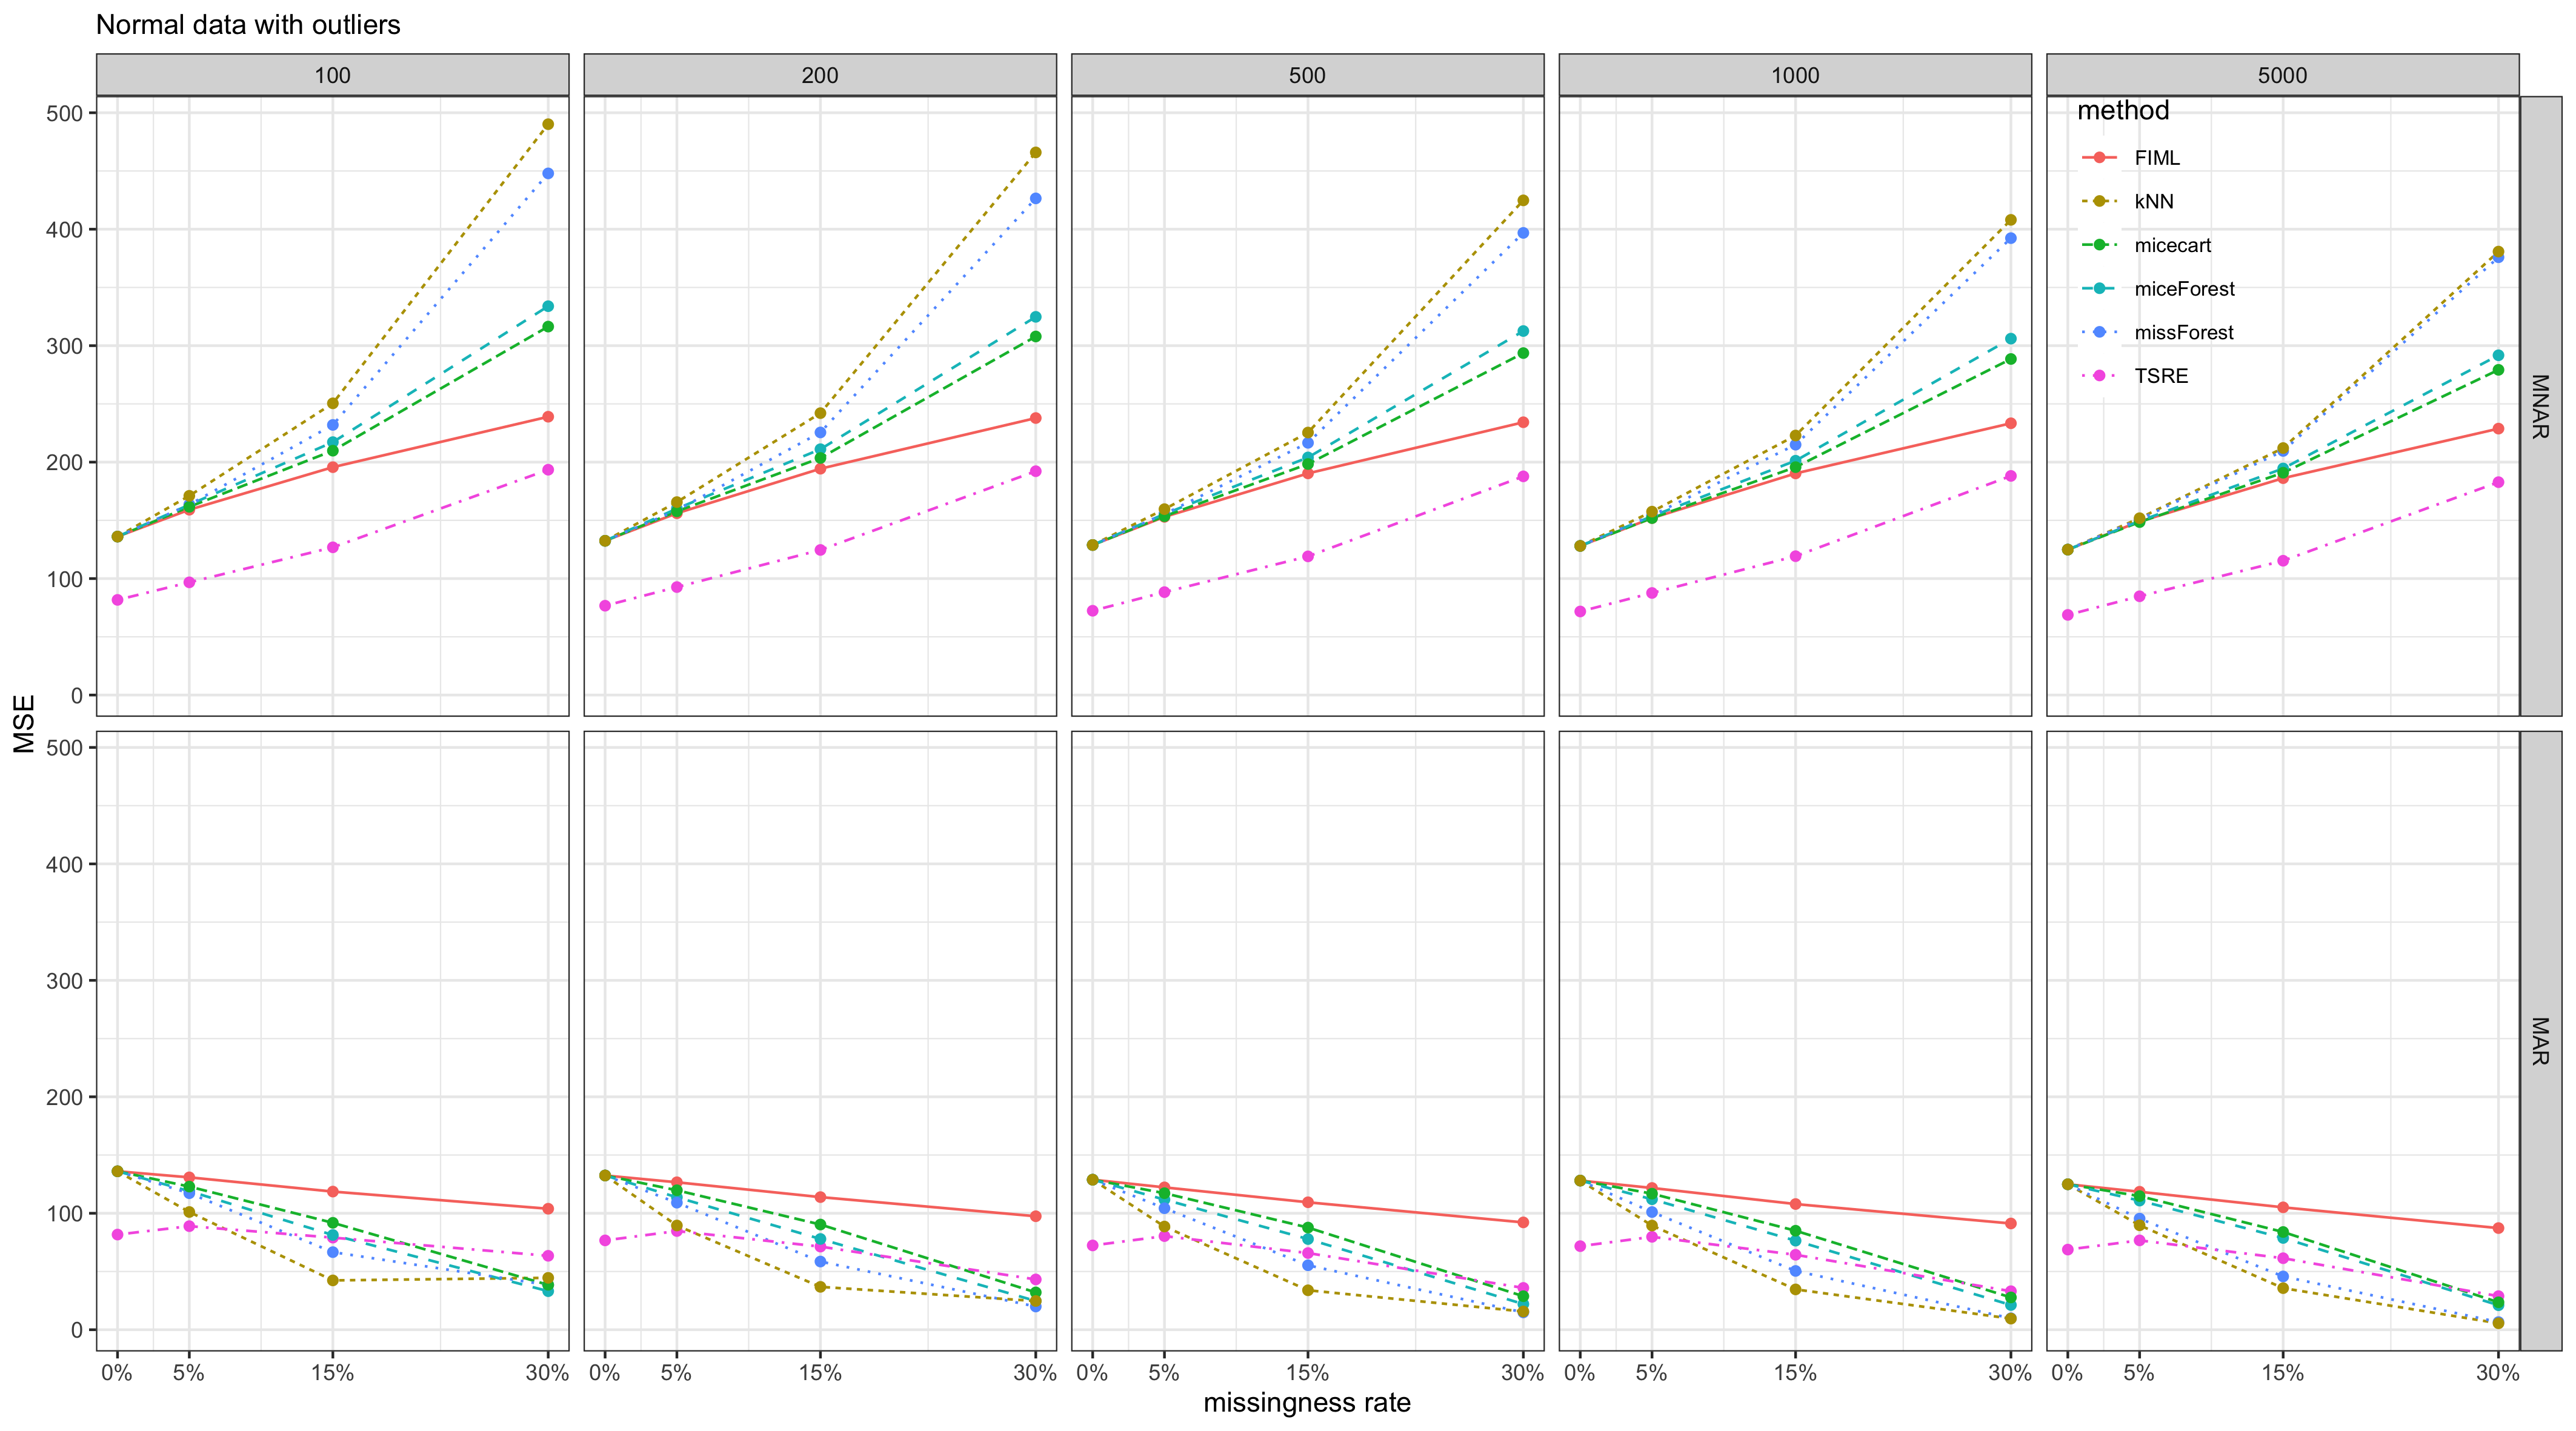 Normal data with outliers
100 200 500 1000 5000
method
FIML
kNN
micecart
miceForest
missForest
TSRE
500
400
300
200
100
0
MNAR
MSE
500
400
300
200
100
0
MAR
0% 5% 15% 30% 0% 5% 15% 30% 0% 5% 15% 30% 0% 5% 15% 30% 0% 5% 15% 30%
missingness rate